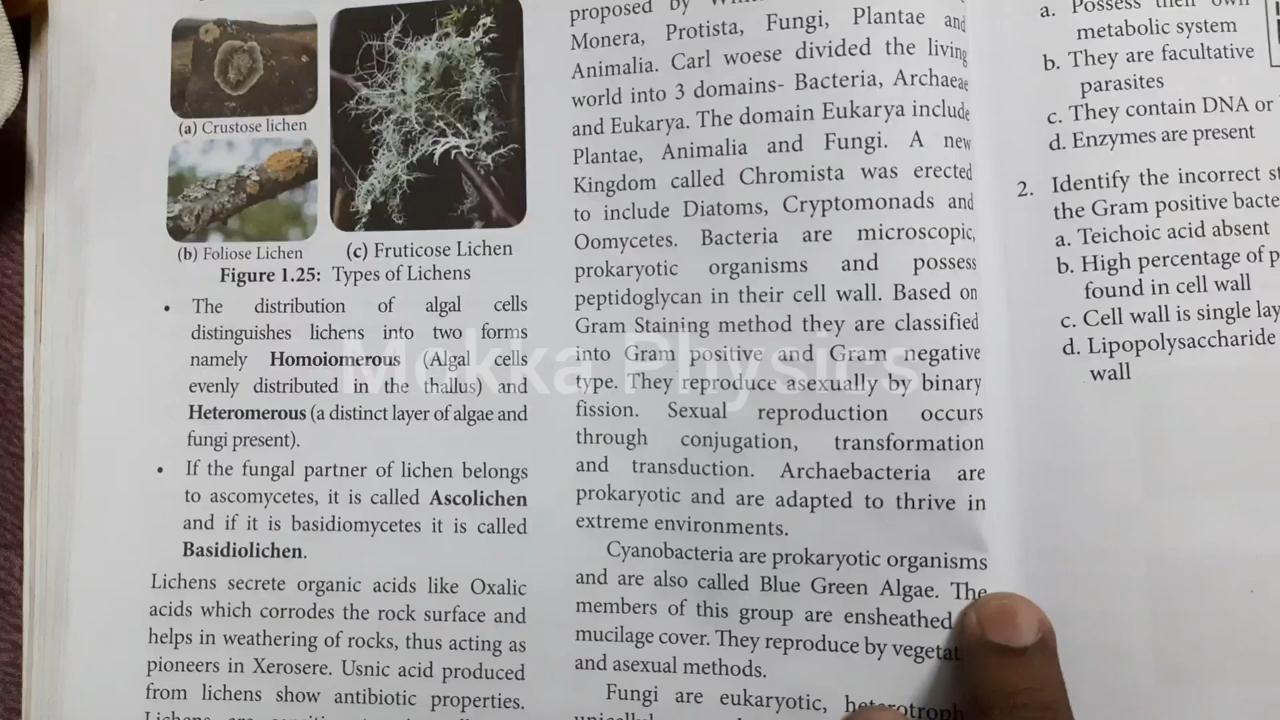 (a) Crustose lichen
(b) Foliose Lichen
(c) Fruticose Lichen
Figure 1.25: Types of Lichens
• The distribution of algal cells
distinguishes lichens into two forms
namely Homoiomerous (Algal cells
evenly distributed in the thallus) and
Heteromerous (a distinct layer of algae and
fungi present).
• If the fungal partner of lichen belongs
to ascomycetes, it is called Ascolichen
and if it is basidiomycetes it is called
Basidiolichen.
Lichens secrete organic acids like Oxalic
acids which corrodes the rock surface and
helps in weathering of rocks, thus acting as
pioneers in Xerosere. Usnic acid produced
from lichens show antibiotic properties.
proposed by
Monera, Protista, Fungi, Plantae and
Animalia. Carl woese divided the living
world into 3 domains- Bacteria, Archaeae
and Eukarya. The domain Eukarya include
Plantae, Animalia and Fungi. A new
Kingdom called Chromista was erected
to include Diatoms, Cryptomonads and
Oomycetes. Bacteria are microscopic,
prokaryotic organisms and possess
peptidoglycan in their cell wall. Based on
Gram Staining method they are classified
into Gram positive and Gram negative
type. They reproduce asexually by binary
fission. Sexual reproduction occurs
through conjugation, transformation
and transduction. Archaebacteria are
prokaryotic and are adapted to thrive in
extreme environments.
Cyanobacteria are prokaryotic organisms
and are also called Blue Green Algae. The
members of this group are ensheathed
mucilage cover. They reproduce by vegetat
and asexual methods.
Fungi are eukaryotic,
a. Possess their own
metabolic system
b. They are facultative
parasites
c. They contain DNA or
d. Enzymes are present
2. Identify the incorrect st
the Gram positive bacte
a. Teichoic acid absent
b. High percentage of p
found in cell wall
c. Cell wall is single lay
d. Lipopolysaccharide
wall
Mokka Physics